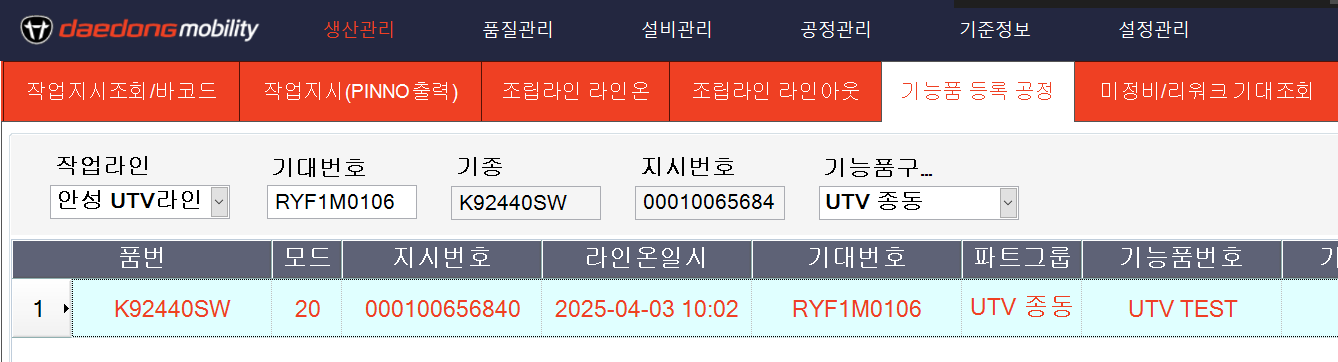 daedong mobility 생산관리 품질관리 설비관리 공정관리 기준정보 설정관리
작업지시조회/바코드 작업지시(PINNO출력) 조립라인 라인온 조립라인 라인아웃 기능품 등록 공정 미정비/리워크 기대조회
작업라인 기대번호 기종 지시번호 기능품구...
안성 UTV라인 RYF1M0106 K92440SW 00010065684 UTV 종동
품번 모드 지시번호 라인온일시 기대번호 파트그룹 기능품번호
1 K92440SW 20 000100656840 2025-04-03 10:02 RYF1M0106 UTV 종동 UTV TEST